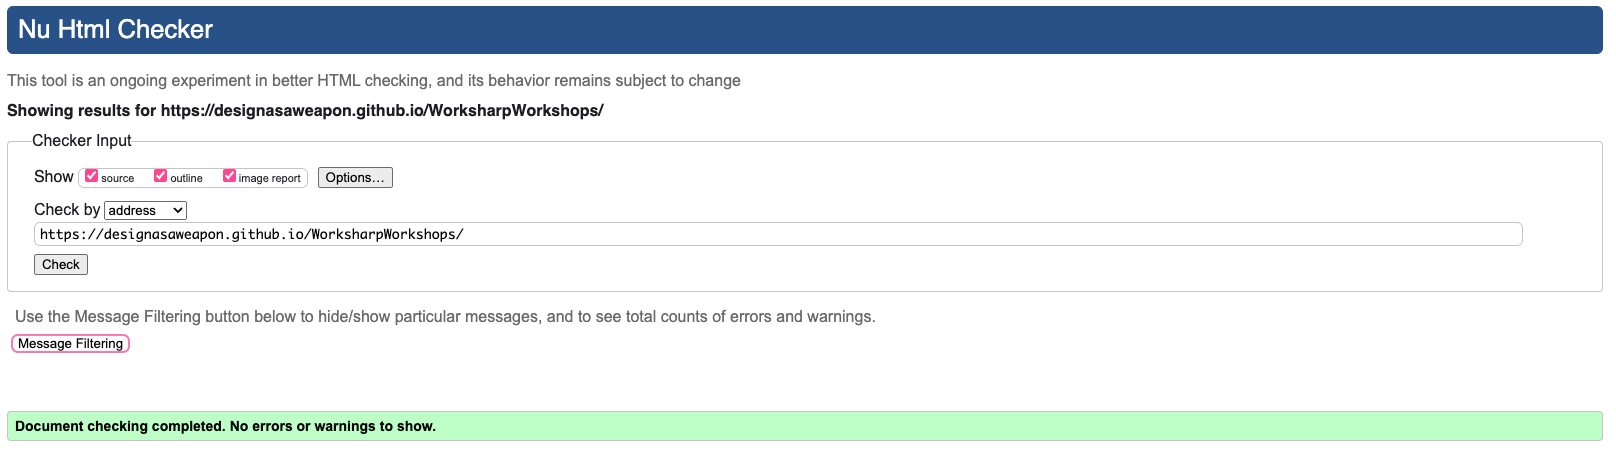 Nu Html Checker
This tool is an ongoing experiment in better HTML checking, and its behavior remains subject to change
Showing results for https://designasaweapon.github.io/WorksharpWorkshops/
Checker Input
Show source outline image report Options...
Check by address
https://designasaweapon.github.io/WorksharpWorkshops/
Check
Use the Message Filtering button below to hide/show particular messages, and to see total counts of errors and warnings.
Message Filtering
Document checking completed. No errors or warnings to show.